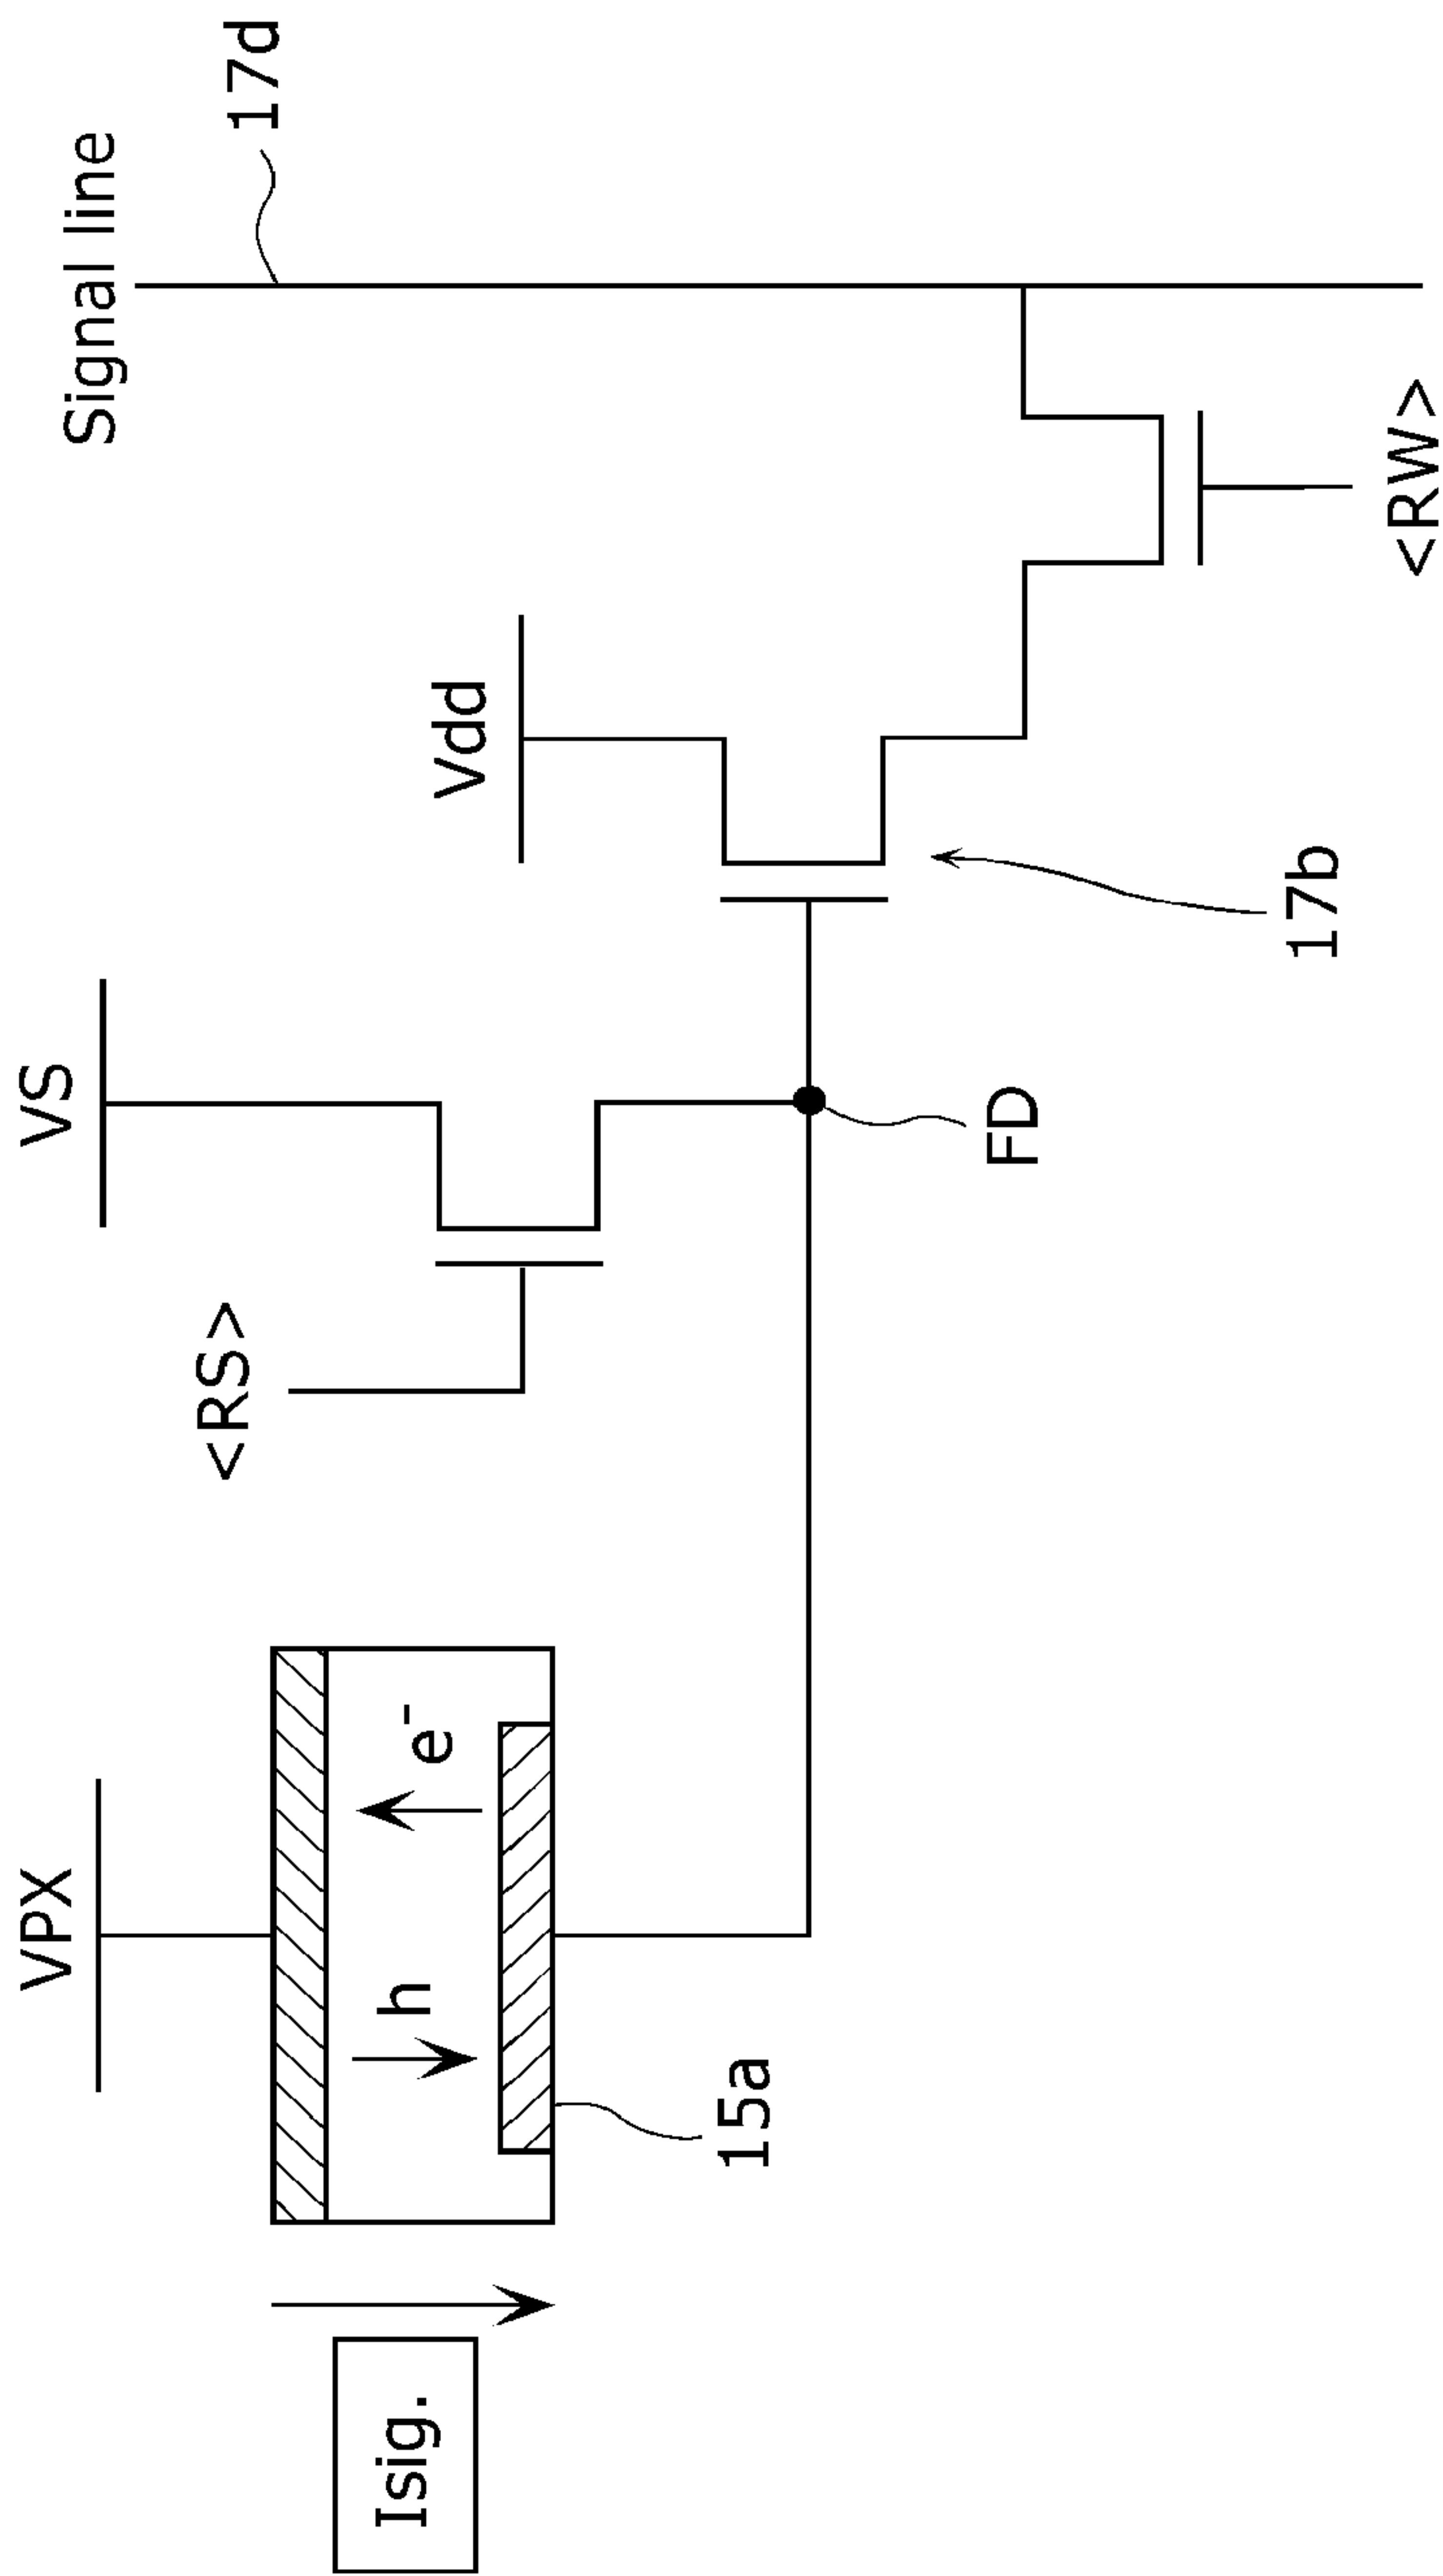 Isig.
VPX
h
e-
15a
<RS>
VS
FD
Vdd
17b
<RW>
Signal line
17d